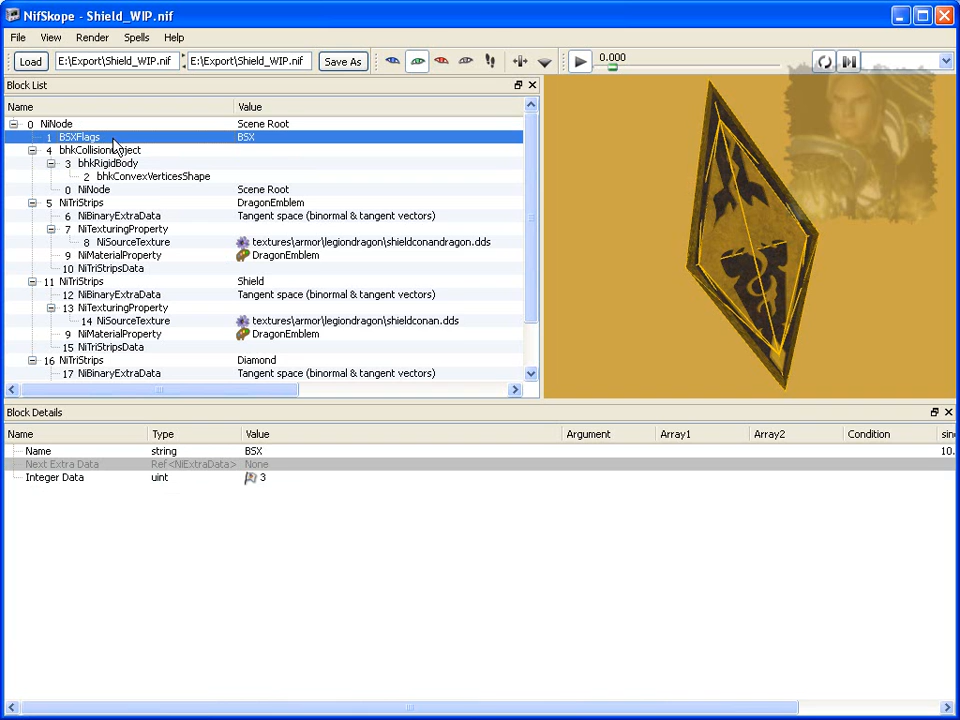 NifSkope - Shield_WIP.nif
File View Render Spells Help
Load E:\Export\Shield_WIP.nif E:\Export\Shield_WIP.nif Save As 0.000
Block List
Name Value
0 NiNode Scene Root
1 BSXFlags BSX
4 bhkCollisionObject
3 bhkRigidBody
2 bhkConvexVerticesShape
0 NiNode Scene Root
5 NiTriStrips DragonEmblem
6 NiBinaryExtraData Tangent space (binormal & tangent vectors)
7 NiTexturingProperty
8 NiSourceTexture textures\armor\legiondragon\shieldconandragon.dds
9 NiMaterialProperty DragonEmblem
10 NiTriStripsData
11 NiTriStrips Shield
12 NiBinaryExtraData Tangent space (binormal & tangent vectors)
13 NiTexturingProperty
14 NiSourceTexture textures\armor\legiondragon\shieldconan.dds
9 NiMaterialProperty DragonEmblem
15 NiTriStripsData
16 NiTriStrips Diamond
17 NiBinaryExtraData Tangent space (binormal & tangent vectors)
Block Details
Name Type Value Argument Array1 Array2 Condition sinc
Name string BSX 10.
Next Extra Data Ref<NiExtraData> None
Integer Data uint 3